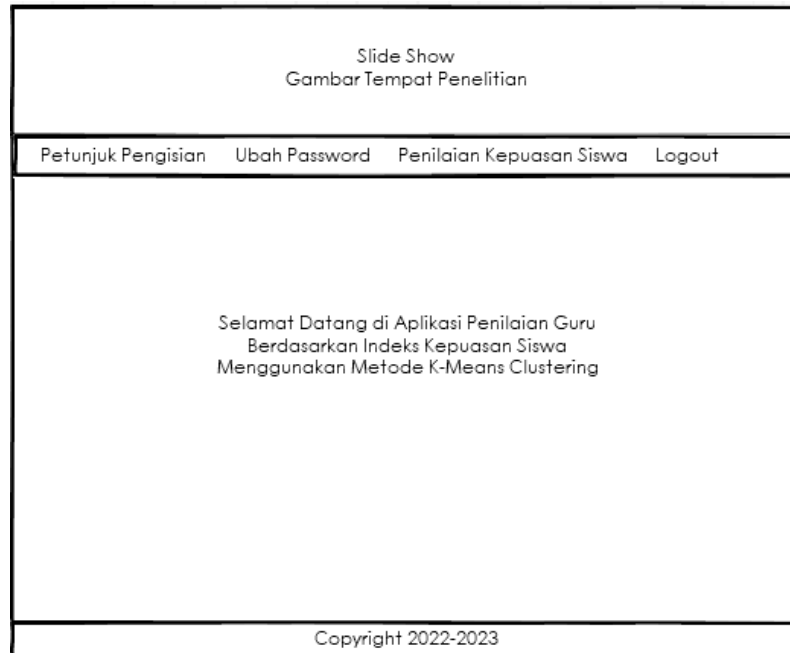 Slide Show
Gambar Tempat Penelitian
Petunjuk Pengisian Ubah Password Penilaian Kepuasan Siswa Logout
Selamat Datang di Aplikasi Penilaian Guru
Berdasarkan Indeks Kepuasan Siswa
Menggunakan Metode K-Means Clustering
Copyright 2022-2023